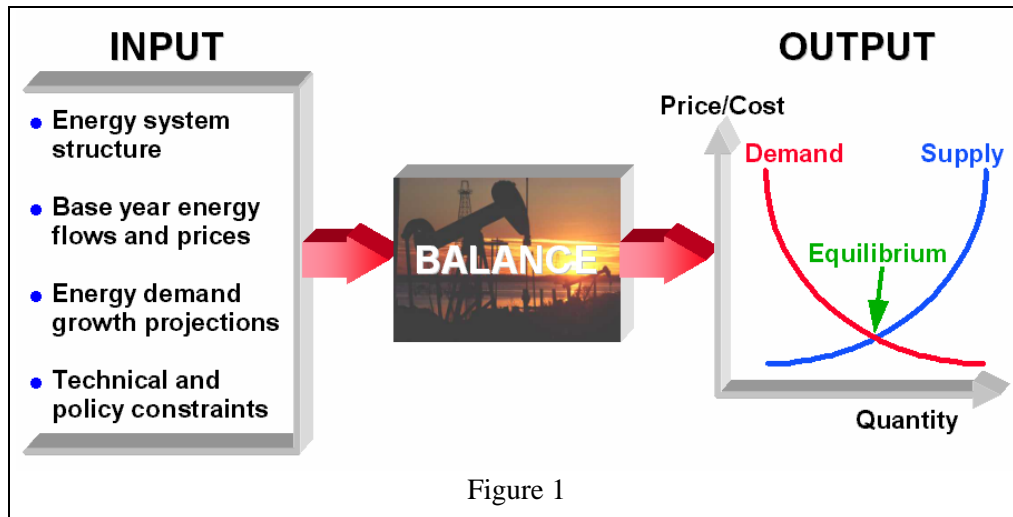 INPUT
Energy system
structure
Base year energy
flows and prices
Energy demand
growth projections
Technical and
policy constraints
BALANCE
OUTPUT
Price/Cost
Demand
Supply
Equilibrium
Quantity
Figure 1